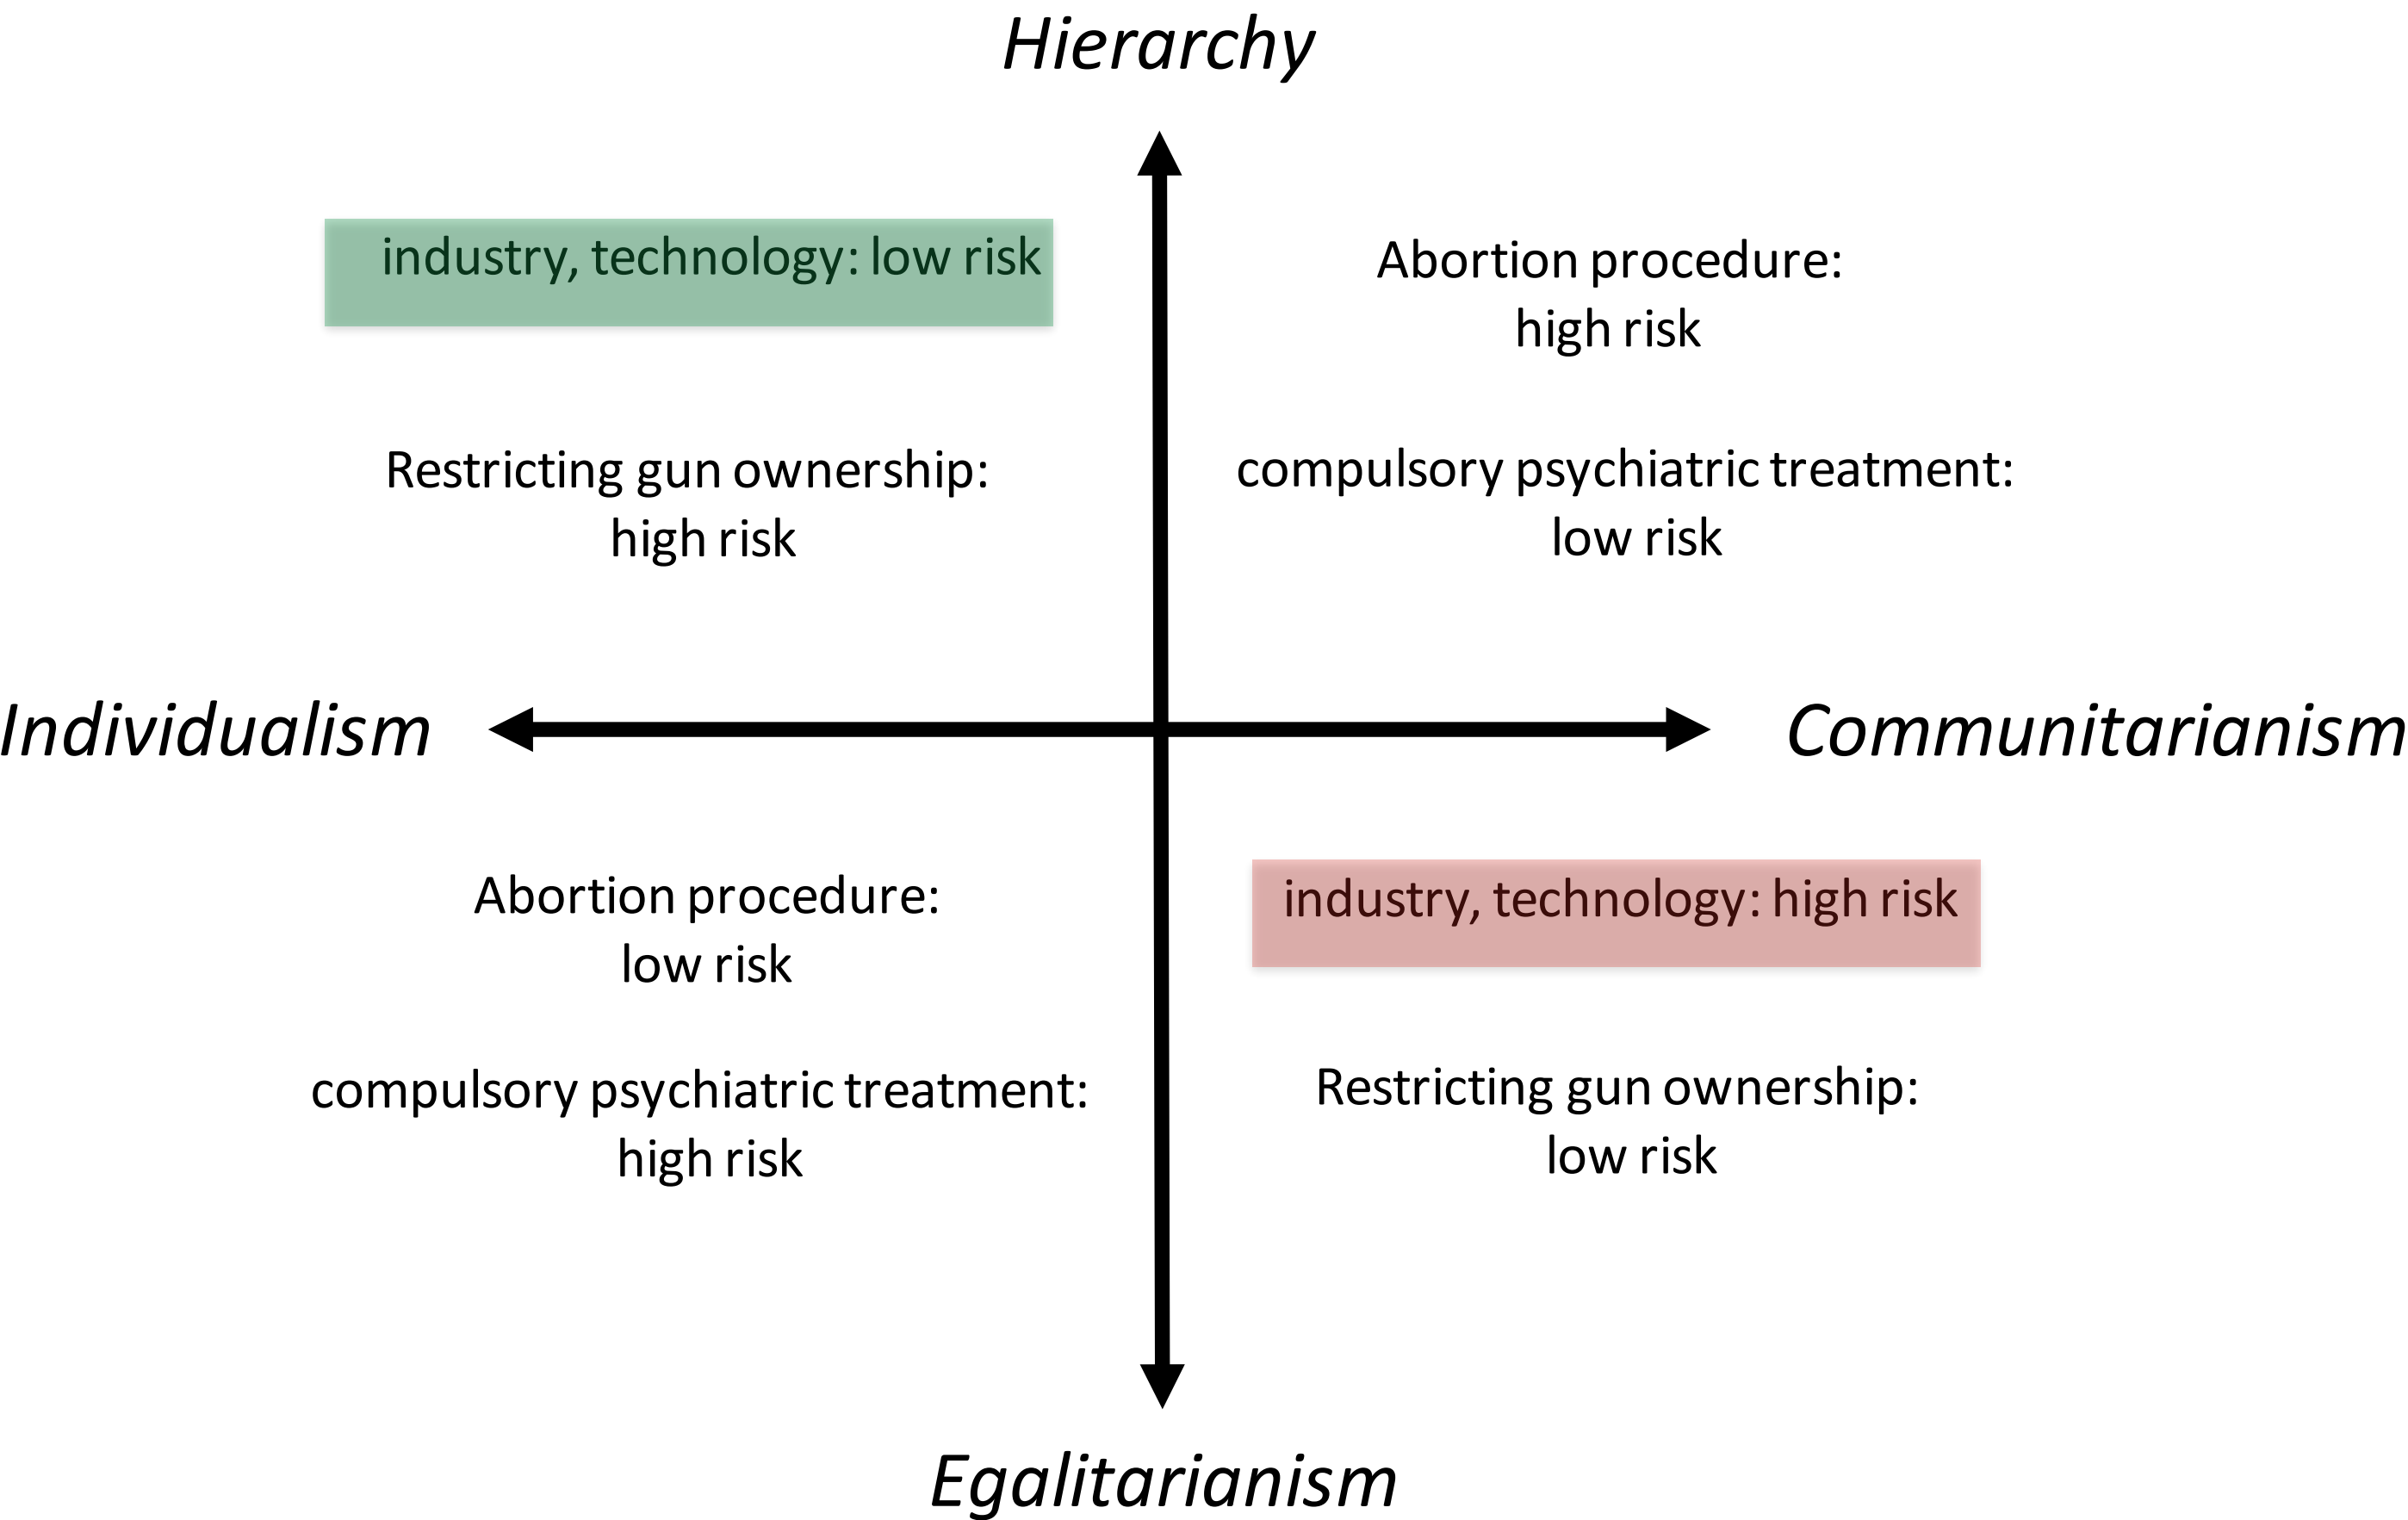 Hierarchy
industry, technology: low risk
Abortion procedure:
high risk
Restricting gun ownership:
high risk
compulsory psychiatric treatment:
low risk
Individualism
Communitarianism
Abortion procedure:
low risk
industry, technology: high risk
compulsory psychiatric treatment:
high risk
Restricting gun ownership:
low risk
Egalitarianism